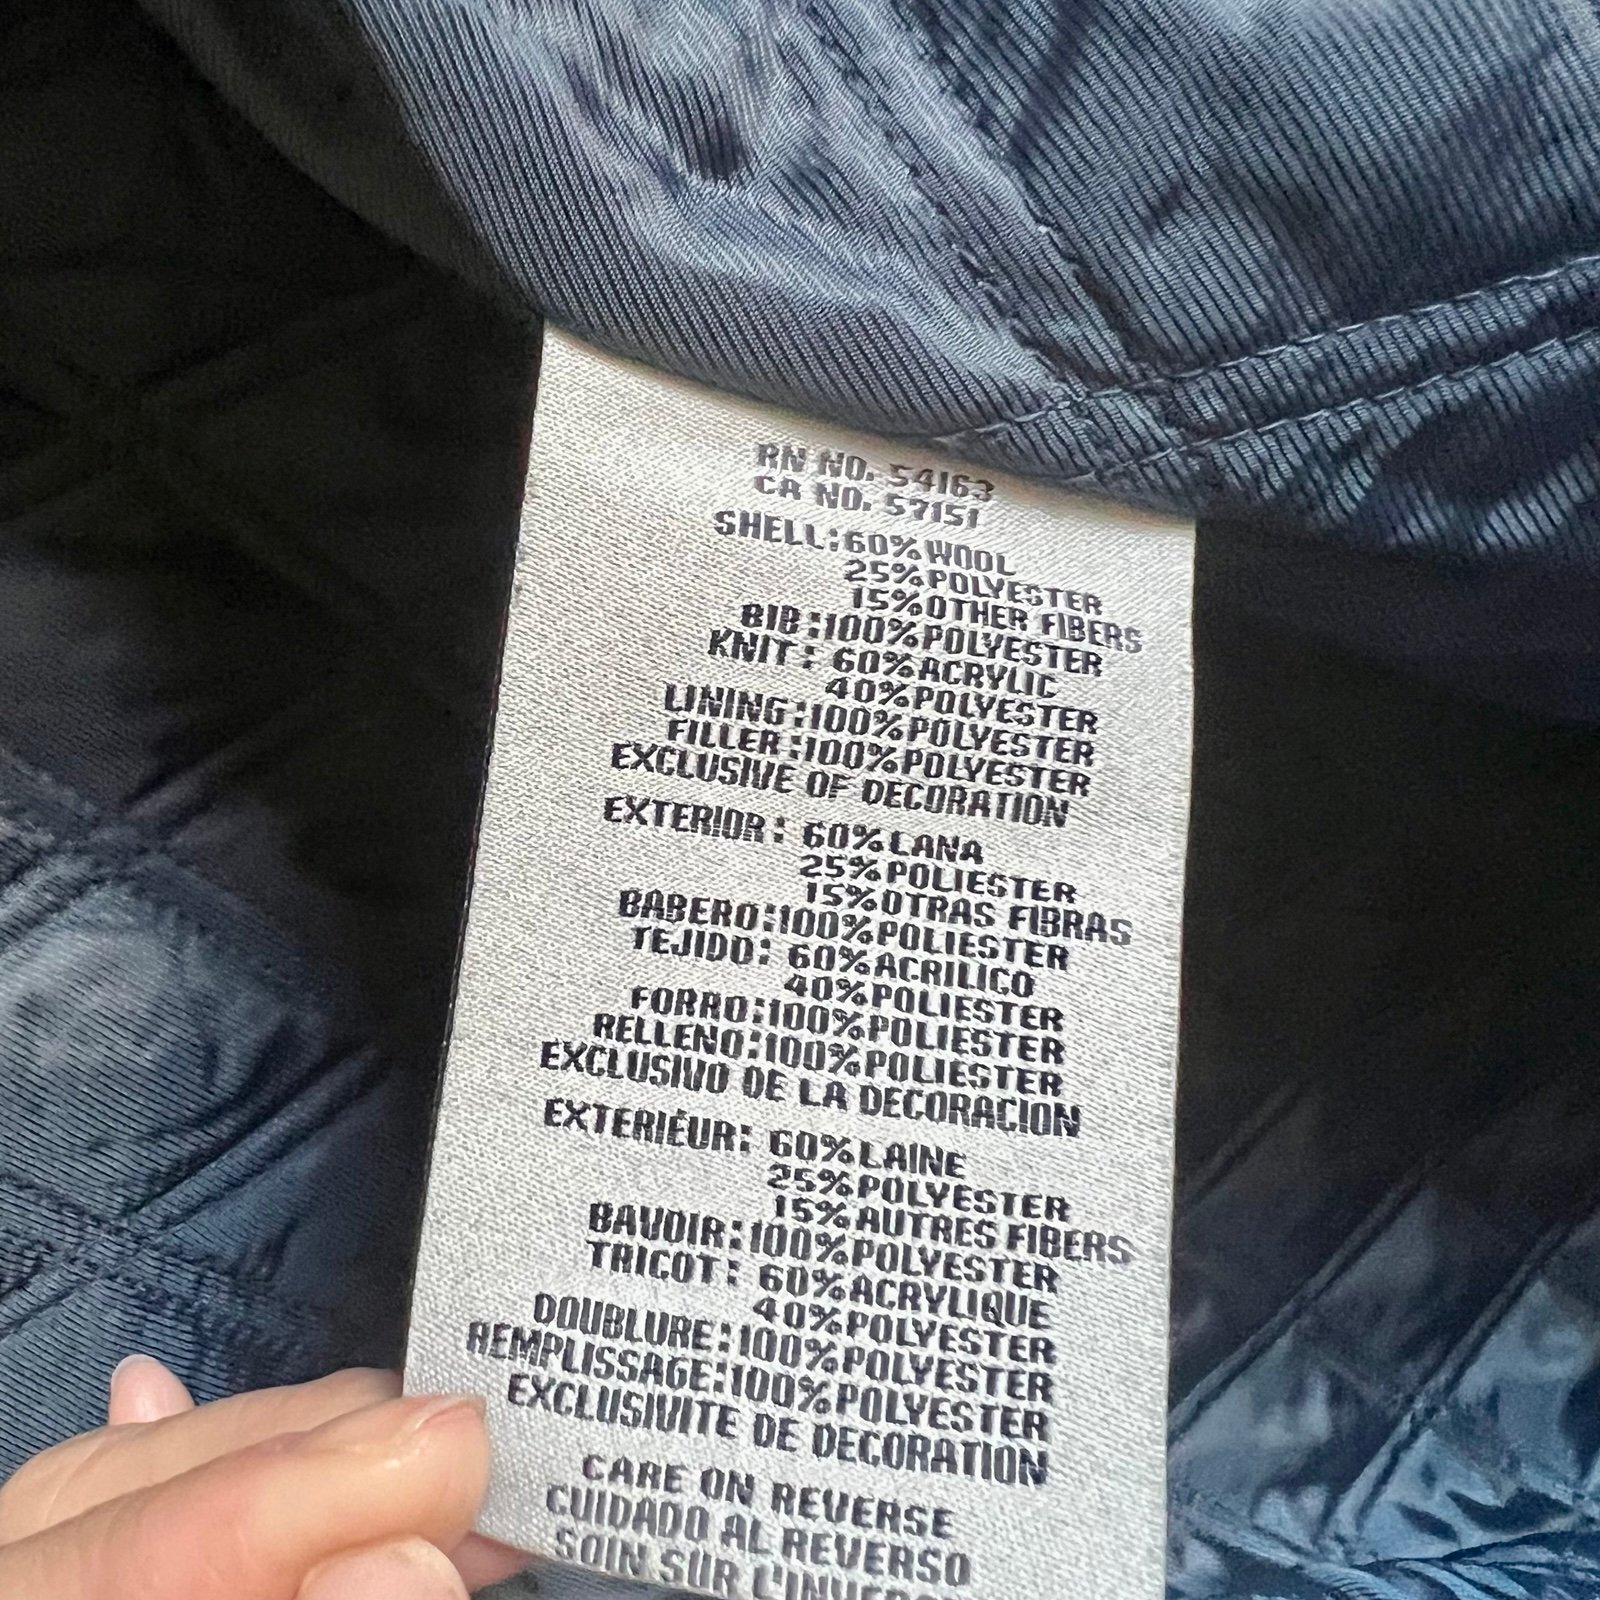 RN NO. 54163
CA NO. 57151
SHELL:60%WOOL
25%POLYESTER
15%OTHER FIBERS
BIB:100%POLYESTER
KNIT: 60%ACRYLIC
40%POLYESTER
LINING:100%POLYESTER
FILLER:100%POLYESTER
EXCLUSIVE OF DECORATION
EXTERIOR: 60%LANA
25%POLIESTER
15%OTRAS FIBRAS
BABERO:100%POLIESTER
TEJIDO: 60%ACRILICO
40%POLIESTER
FORRO:100%POLIESTER
RELLENO:100%POLIESTER
EXCLUSIVO DE LA DECORACION
EXTERIÉUR: 60%LAINE
25%POLYESTER
15%AUTRES FIBERS
BAVOIR:100%POLYESTER
TRICOT: 60%ACRYLIQUE
40%POLYESTER
DOUBLURE:100%POLYESTER
REMPLISSAGE:100%POLYESTER
EXCLUSIVITE DE DECORATION
CARE ON REVERSE
CUIDADO AL REVERSO
SOIN SUR